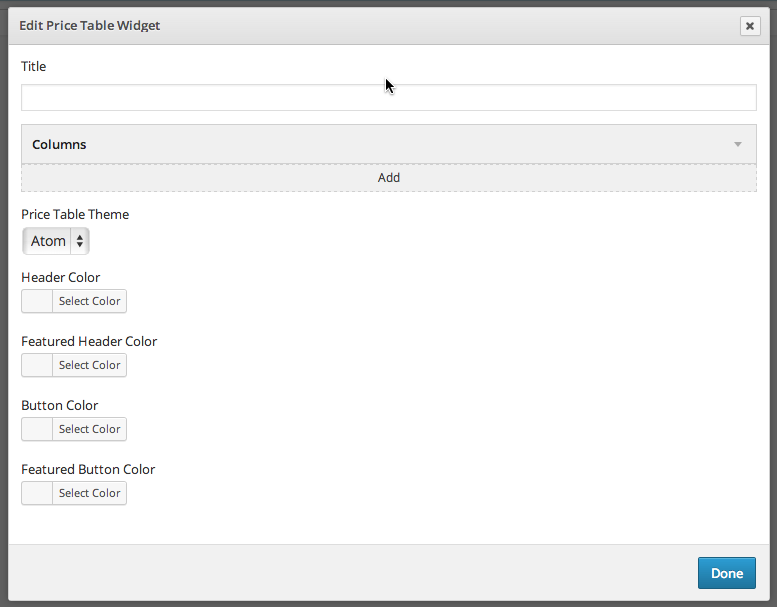 Edit Price Table Widget
Title
Columns
Add
Price Table Theme
Atom
Header Color
Select Color
Featured Header Color
Select Color
Button Color
Select Color
Featured Button Color
Select Color
Done